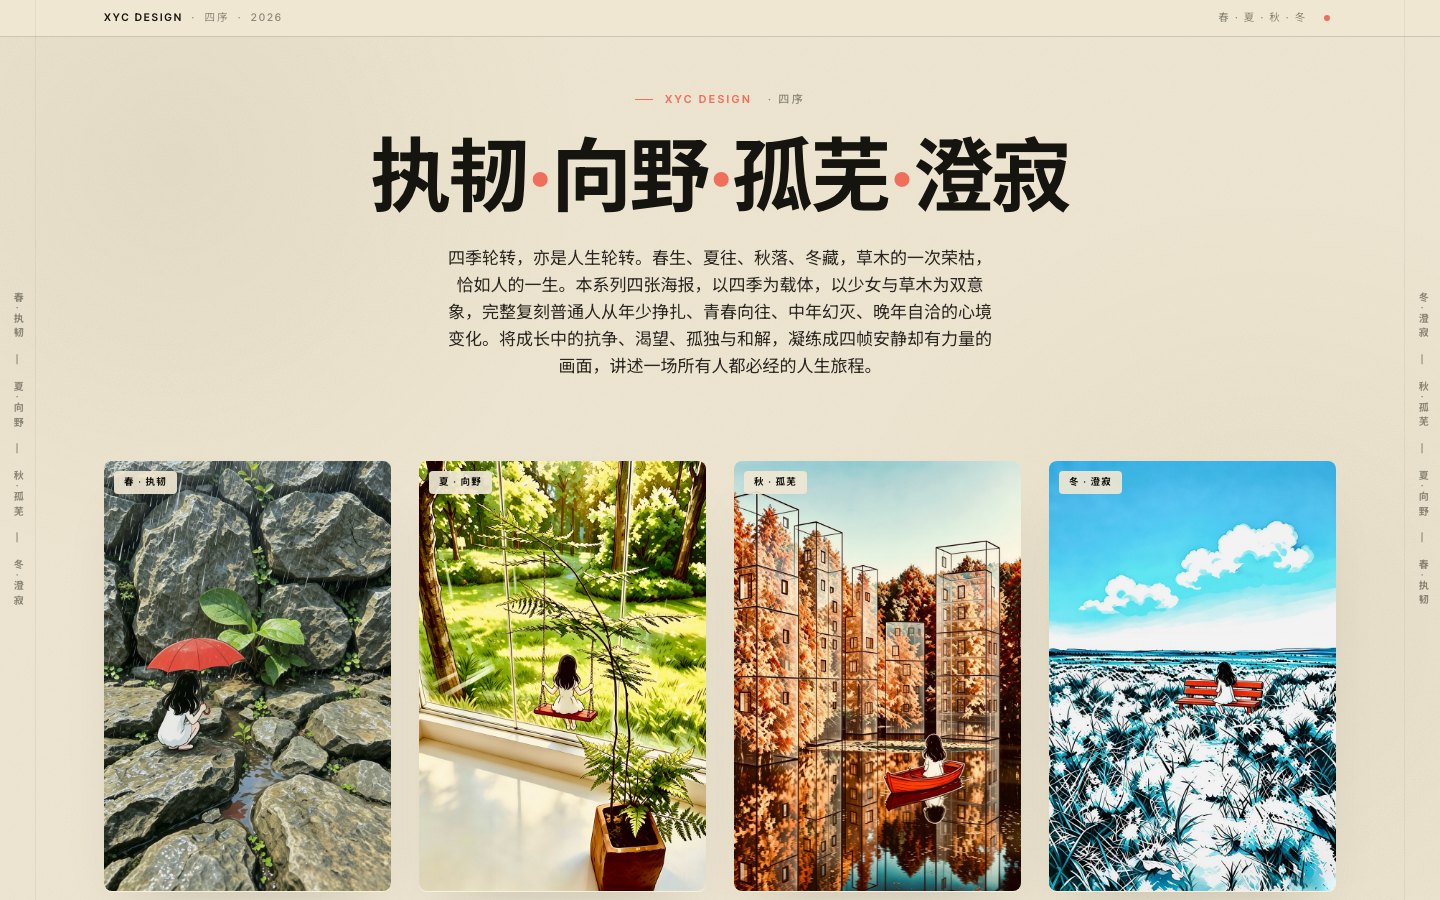 XYC DESIGN · 四序 · 2026
春 · 夏 · 秋 · 冬
XYC DESIGN · 四序
执韧·向野·孤芜·澄寂
四季轮转，亦是人生轮转。春生、夏往、秋落、冬藏，草木的一次荣枯，
恰如人的一生。本系列四张海报，以四季为载体，以少女与草木为双意
象，完整复刻普通人从年少挣扎、青春向往、中年幻灭、晚年自洽的心境
变化。将成长中的抗争、渴望、孤独与和解，凝练成四帧安静却有力量的
画面，讲述一场所有人都必经的人生旅程。
春·执韧 | 夏·向野 | 秋·孤芜 | 冬·澄寂
冬·澄寂 | 秋·孤芜 | 夏·向野 | 春·执韧
春 · 执韧
夏 · 向野
秋 · 孤芜
冬 · 澄寂